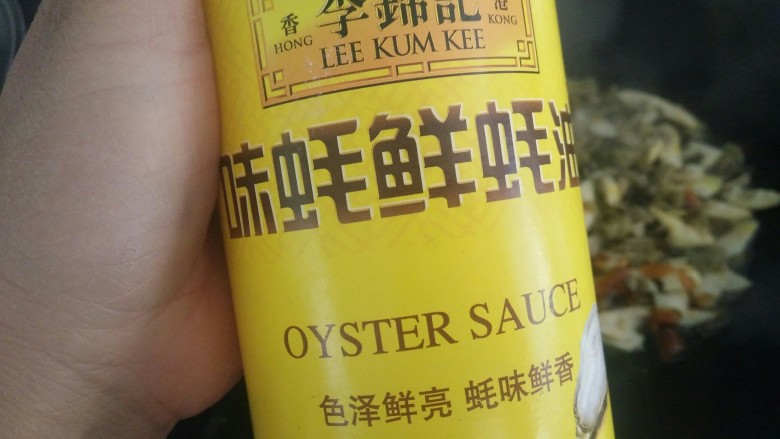 李錦記
香 港
HONG KONG
LEE KUM KEE
味蚝鲜蚝油
OYSTER SAUCE
色泽鲜亮 蚝味鲜香